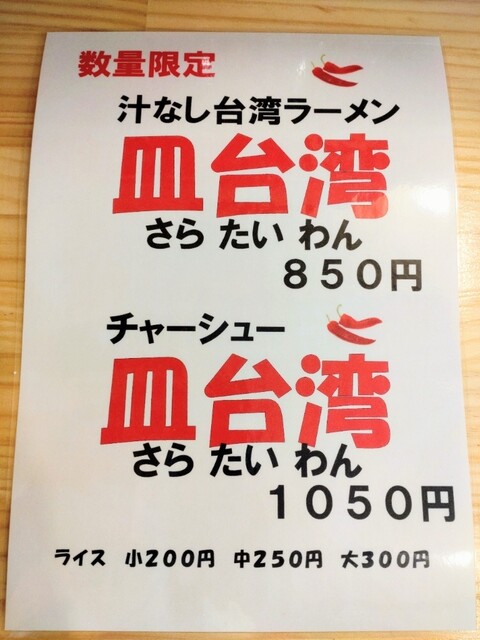 数量限定
汁なし台湾ラーメン
皿台湾
さら たい わん
850円
チャーシュー
皿台湾
さら たい わん
1050円
ライス 小200円 中250円 大300円